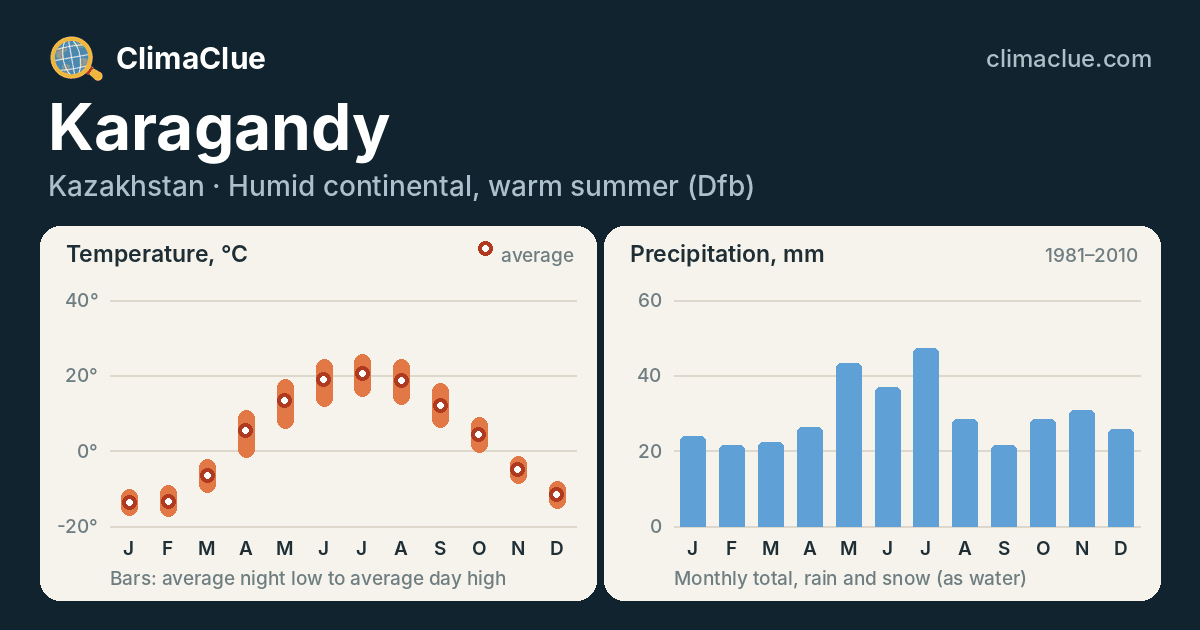 ClimaClue
climaclue.com
Karagandy
Kazakhstan · Humid continental, warm summer (Dfb)
Temperature, °C
average
40°
20°
0°
-20°
J F M A M J J A S O N D
Bars: average night low to average day high
Precipitation, mm
1981–2010
60
40
20
0
J F M A M J J A S O N D
Monthly total, rain and snow (as water)